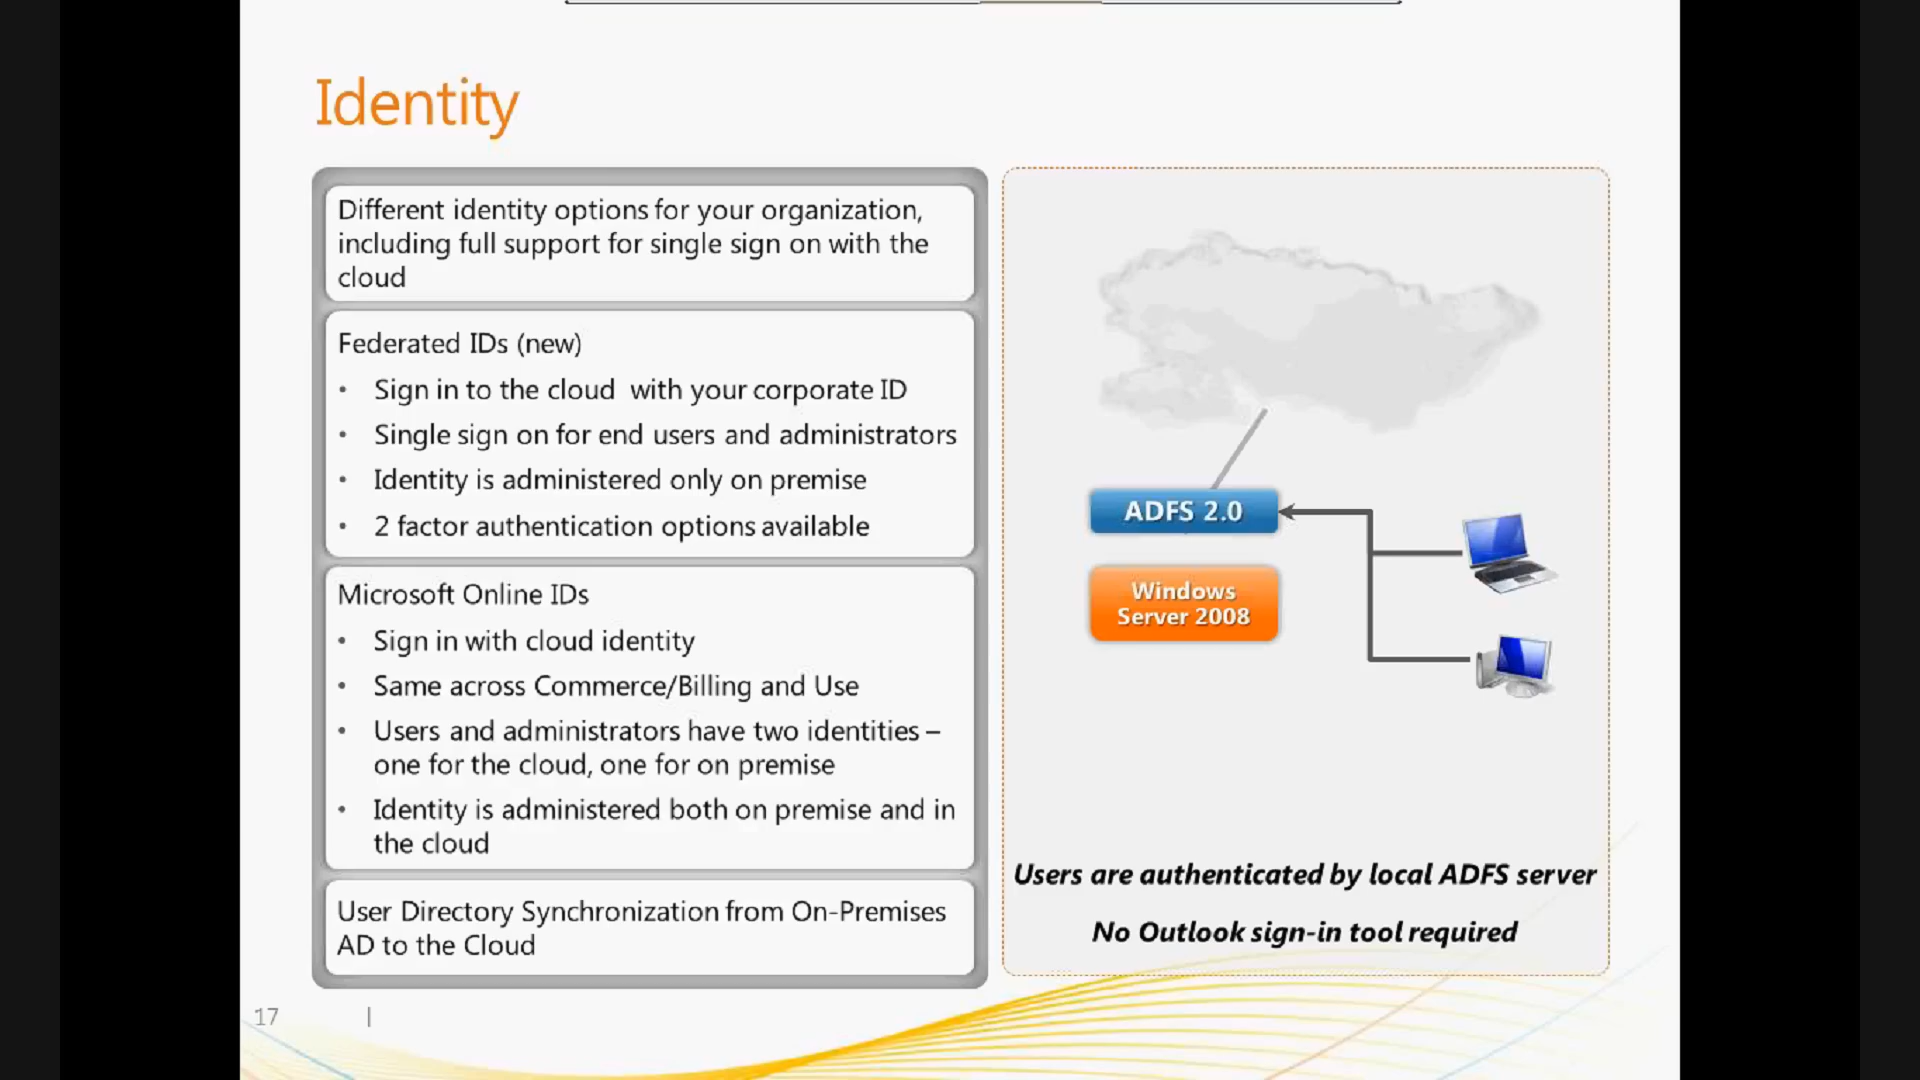 Identity
Different identity options for your organization,
including full support for single sign on with the
cloud
Federated IDs (new)
• Sign in to the cloud with your corporate ID
• Single sign on for end users and administrators
• Identity is administered only on premise
• 2 factor authentication options available
Microsoft Online IDs
• Sign in with cloud identity
• Same across Commerce/Billing and Use
• Users and administrators have two identities –
one for the cloud, one for on premise
• Identity is administered both on premise and in
the cloud
User Directory Synchronization from On-Premises
AD to the Cloud
ADFS 2.0
Windows
Server 2008
Users are authenticated by local ADFS server
No Outlook sign-in tool required
17 |